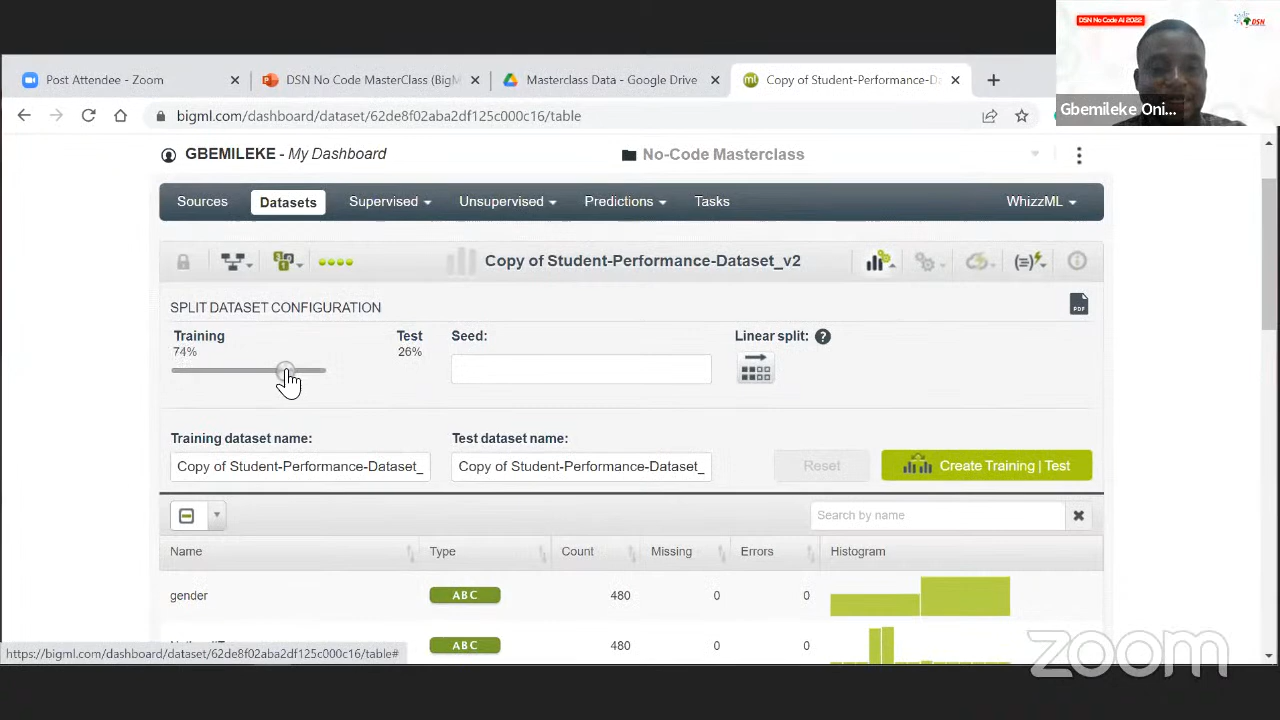 DSN No Code AI 2022
DSN
Gbemileke Oni...
Post Attendee - Zoom
DSN No Code MasterClass (BigM
Masterclass Data - Google Drive
Copy of Student-Performance-Da
bigml.com/dashboard/dataset/62de8f02aba2df125c000c16/table
GBEMILEKE - My Dashboard
No-Code Masterclass
Sources
Datasets
Supervised
Unsupervised
Predictions
Tasks
WhizzML
Copy of Student-Performance-Dataset_v2
SPLIT DATASET CONFIGURATION
PDF
Training
Test
Seed:
Linear split:
74%
26%
Training dataset name:
Test dataset name:
Copy of Student-Performance-Dataset_
Copy of Student-Performance-Dataset_
Reset
Create Training | Test
Search by name
Name
Type
Count
Missing
Errors
Histogram
gender
ABC
480
0
0
ABC
480
0
0
https://bigml.com/dashboard/dataset/62de8f02aba2df125c000c16/table#
zoom